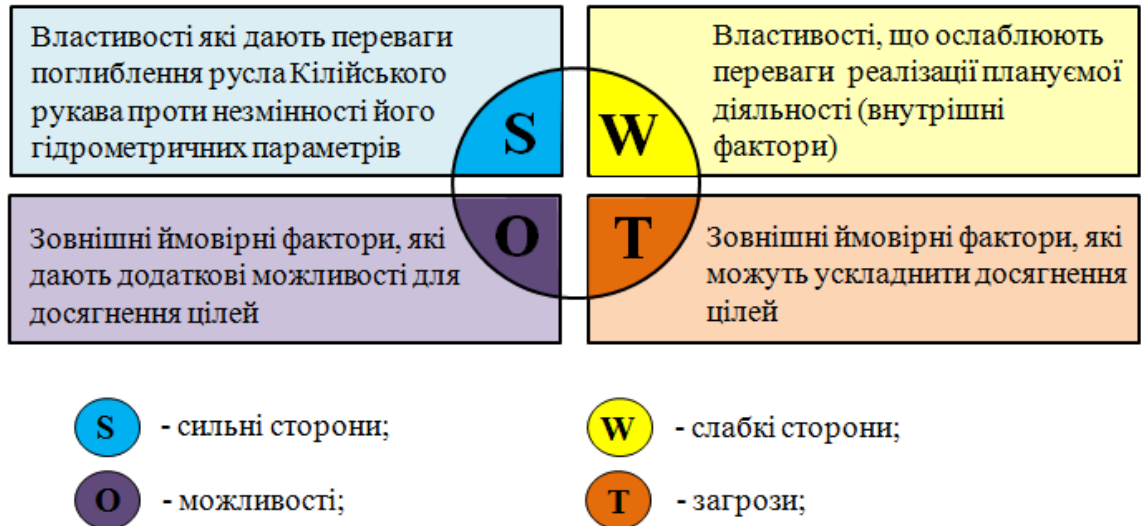 Властивості які дають переваги
поглиблення русла Кілійського
рукава проти незмінності його
гідрометричних параметрів
S
Властивості, що ослаблюють
переваги реалізації плануємої
діяльності (внутрішні
фактори)
W
Зовнішні ймовірні фактори, які
дають додаткові можливості для
досягнення цілей
O
Зовнішні ймовірні фактори, які
можуть ускладнити досягнення
цілей
T
S - сильні сторони;
W - слабкі сторони;
O - можливості;
T - загрози;